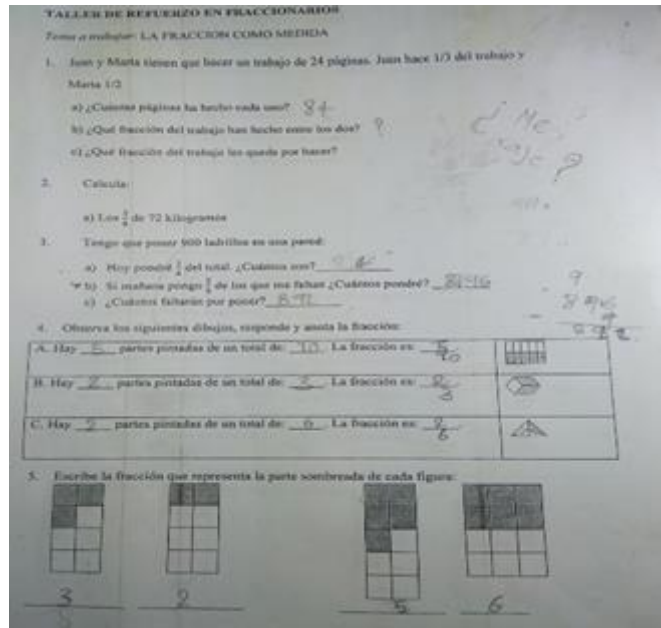 TALLER DE REFUERZO EN FRACCIONARIOS
Tema a trabajar: LA FRACCION COMO MEDIDA
1. Juan y Marta tienen que hacer un trabajo de 24 páginas. Juan hace 1/3 del trabajo y
Marta 1/2
a) ¿Cuántas páginas ha hecho cada uno? 84
b) ¿Qué fracción del trabajo han hecho entre los dos? ?
c) ¿Qué fracción del trabajo les queda por hacer?
2. Calcula:
a) Los de 72 kilogramos
3. Tengo que poner 900 ladrillos en una pared:
a) Hoy pondré del total. ¿Cuántos son?
b) Si mañana pongo de los que me faltan ¿Cuántos pondré?
c) ¿Cuántos faltarán por poner?
4. Observa los siguientes dibujos, responde y anota la fracción:
A. Hay 5 partes pintadas de un total de: 10. La fracción es: 5/10
B. Hay 2 partes pintadas de un total de: 3. La fracción es: 2/3
C. Hay 2 partes pintadas de un total de: 6. La fracción es: 2/6
5. Escribe la fracción que representa la parte sombreada de cada figura:
3 2 5 6